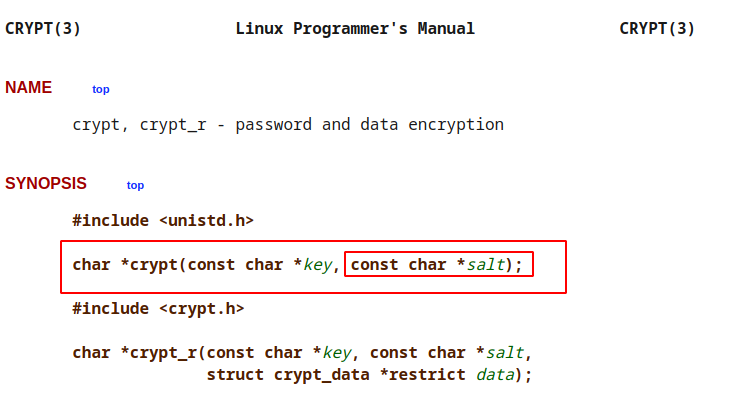 CRYPT(3) Linux Programmer's Manual CRYPT(3)
NAME top
crypt, crypt_r - password and data encryption
SYNOPSIS top
#include <unistd.h>
char *crypt(const char *key, const char *salt);
#include <crypt.h>
char *crypt_r(const char *key, const char *salt,
struct crypt_data *restrict data);